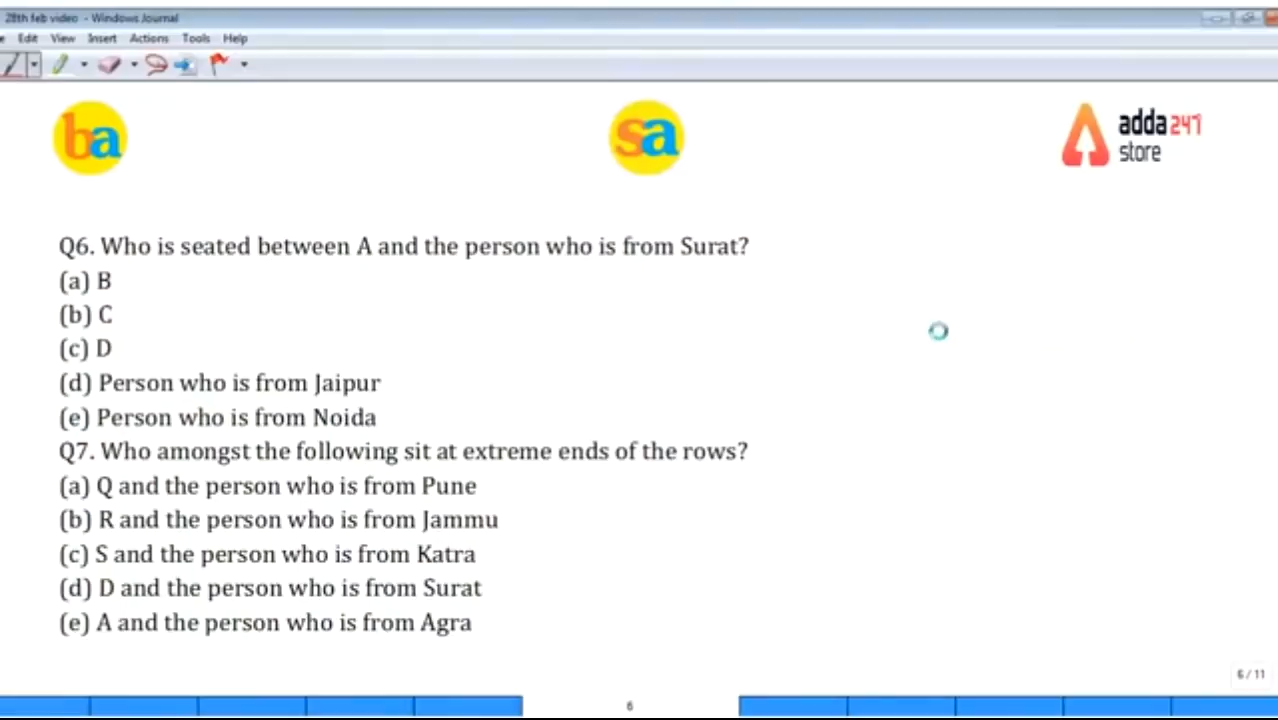 28th feb video - Windows Journal
Edit View Insert Actions Tools Help
ba
sa
adda 247
store
Q6. Who is seated between A and the person who is from Surat?
(a) B
(b) C
(c) D
(d) Person who is from Jaipur
(e) Person who is from Noida
Q7. Who amongst the following sit at extreme ends of the rows?
(a) Q and the person who is from Pune
(b) R and the person who is from Jammu
(c) S and the person who is from Katra
(d) D and the person who is from Surat
(e) A and the person who is from Agra
6 / 11
6